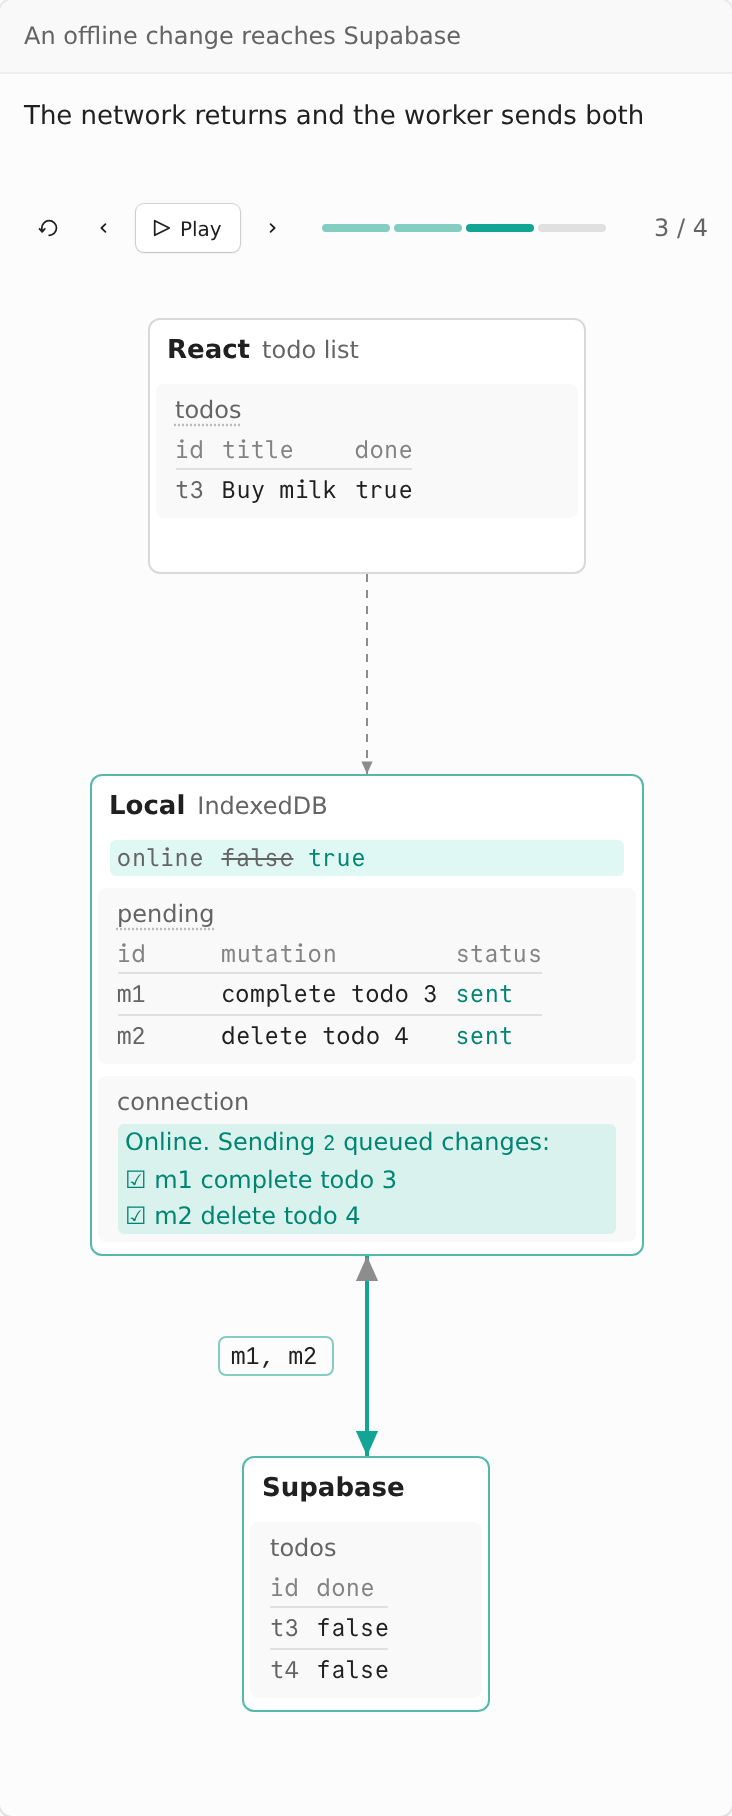 An offline change reaches Supabase
The network returns and the worker sends both
Play
3 / 4
React todo list
todos
id title done
t3 Buy milk true
Local IndexedDB
online false true
pending
id mutation status
m1 complete todo 3 sent
m2 delete todo 4 sent
connection
Online. Sending 2 queued changes:
☑ m1 complete todo 3
☑ m2 delete todo 4
m1, m2
Supabase
todos
id done
t3 false
t4 false